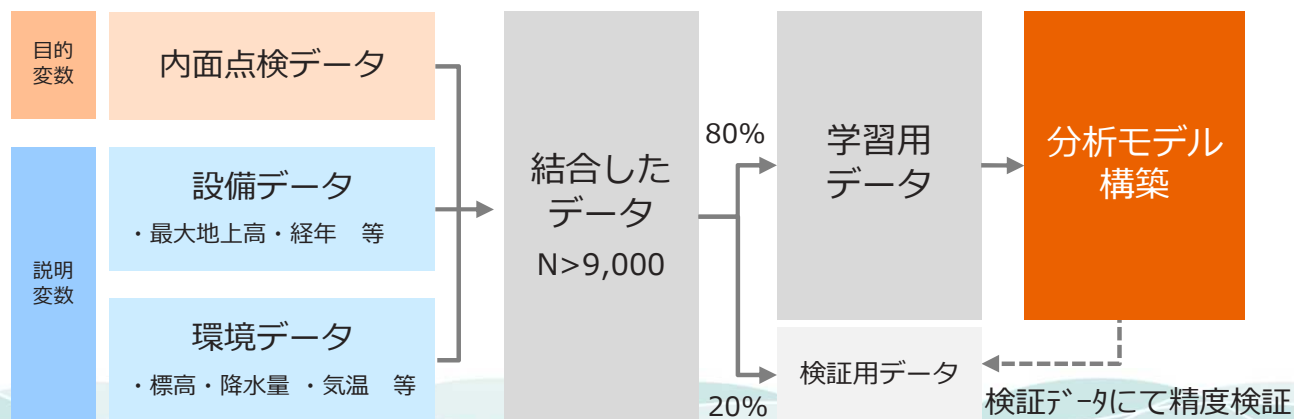 目的
変数
内面点検データ
説明
変数
設備データ
・最大地上高・経年　等
環境データ
・標高・降水量 ・気温　等
結合した
データ
N>9,000
80%
20%
学習用
データ
検証用データ
分析モデル
構築
検証ﾃﾞｰﾀにて精度検証